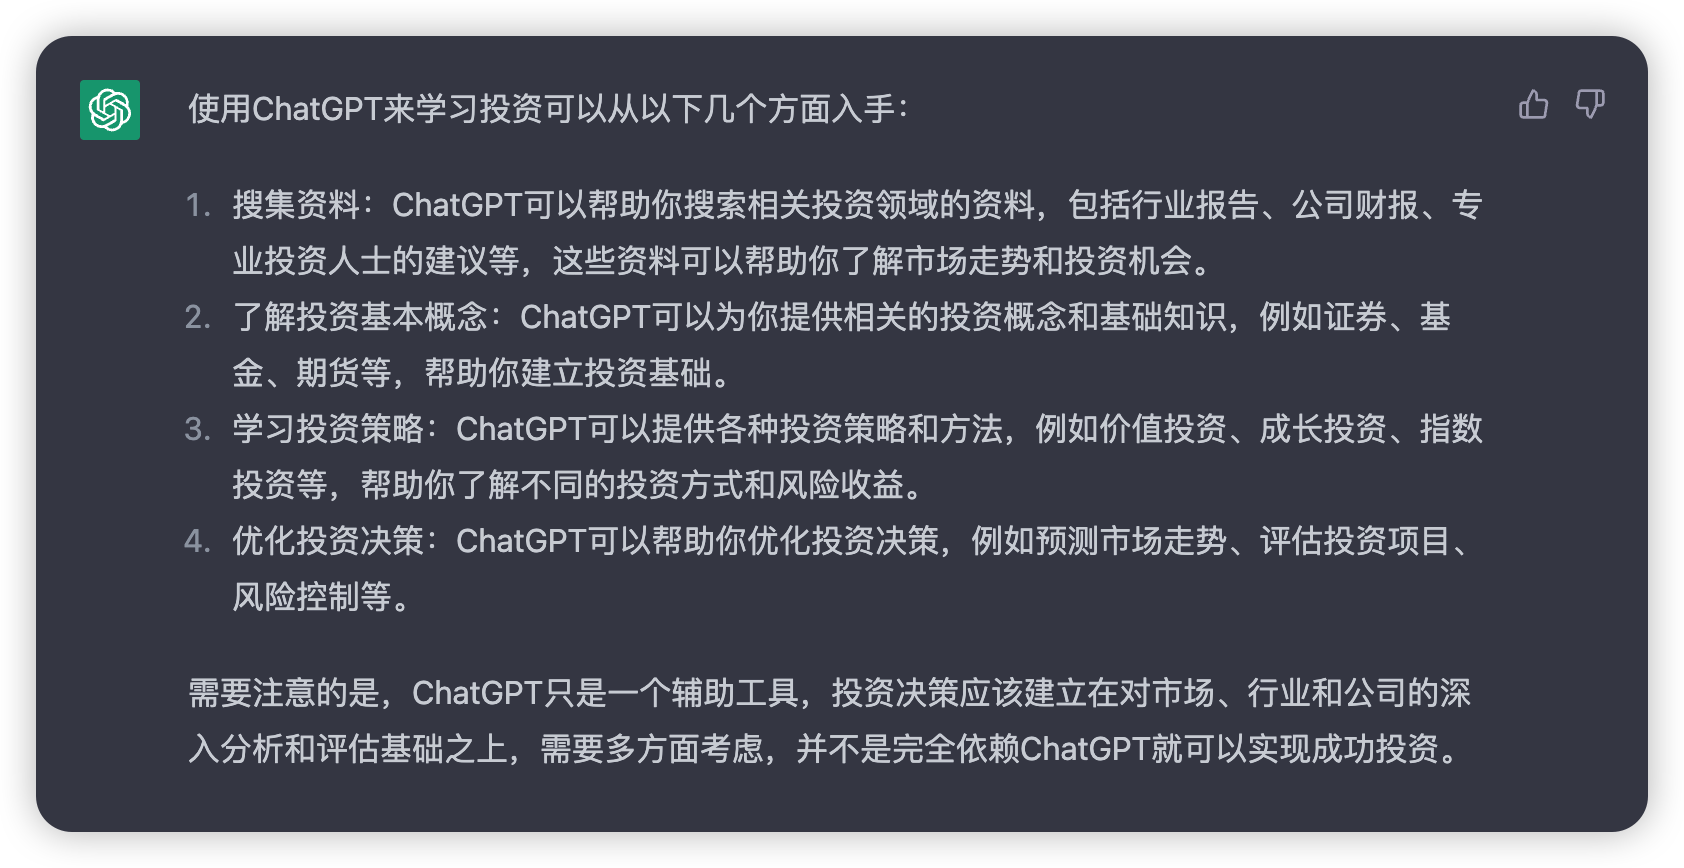 使用ChatGPT来学习投资可以从以下几个方面入手：
1. 搜集资料：ChatGPT可以帮助你搜索相关投资领域的资料，包括行业报告、公司财报、专
业投资人士的建议等，这些资料可以帮助你了解市场走势和投资机会。
2. 了解投资基本概念：ChatGPT可以为你提供相关的投资概念和基础知识，例如证券、基
金、期货等，帮助你建立投资基础。
3. 学习投资策略：ChatGPT可以提供各种投资策略和方法，例如价值投资、成长投资、指数
投资等，帮助你了解不同的投资方式和风险收益。
4. 优化投资决策：ChatGPT可以帮助你优化投资决策，例如预测市场走势、评估投资项目、
风险控制等。
需要注意的是，ChatGPT只是一个辅助工具，投资决策应该建立在对市场、行业和公司的深
入分析和评估基础之上，需要多方面考虑，并不是完全依赖ChatGPT就可以实现成功投资。